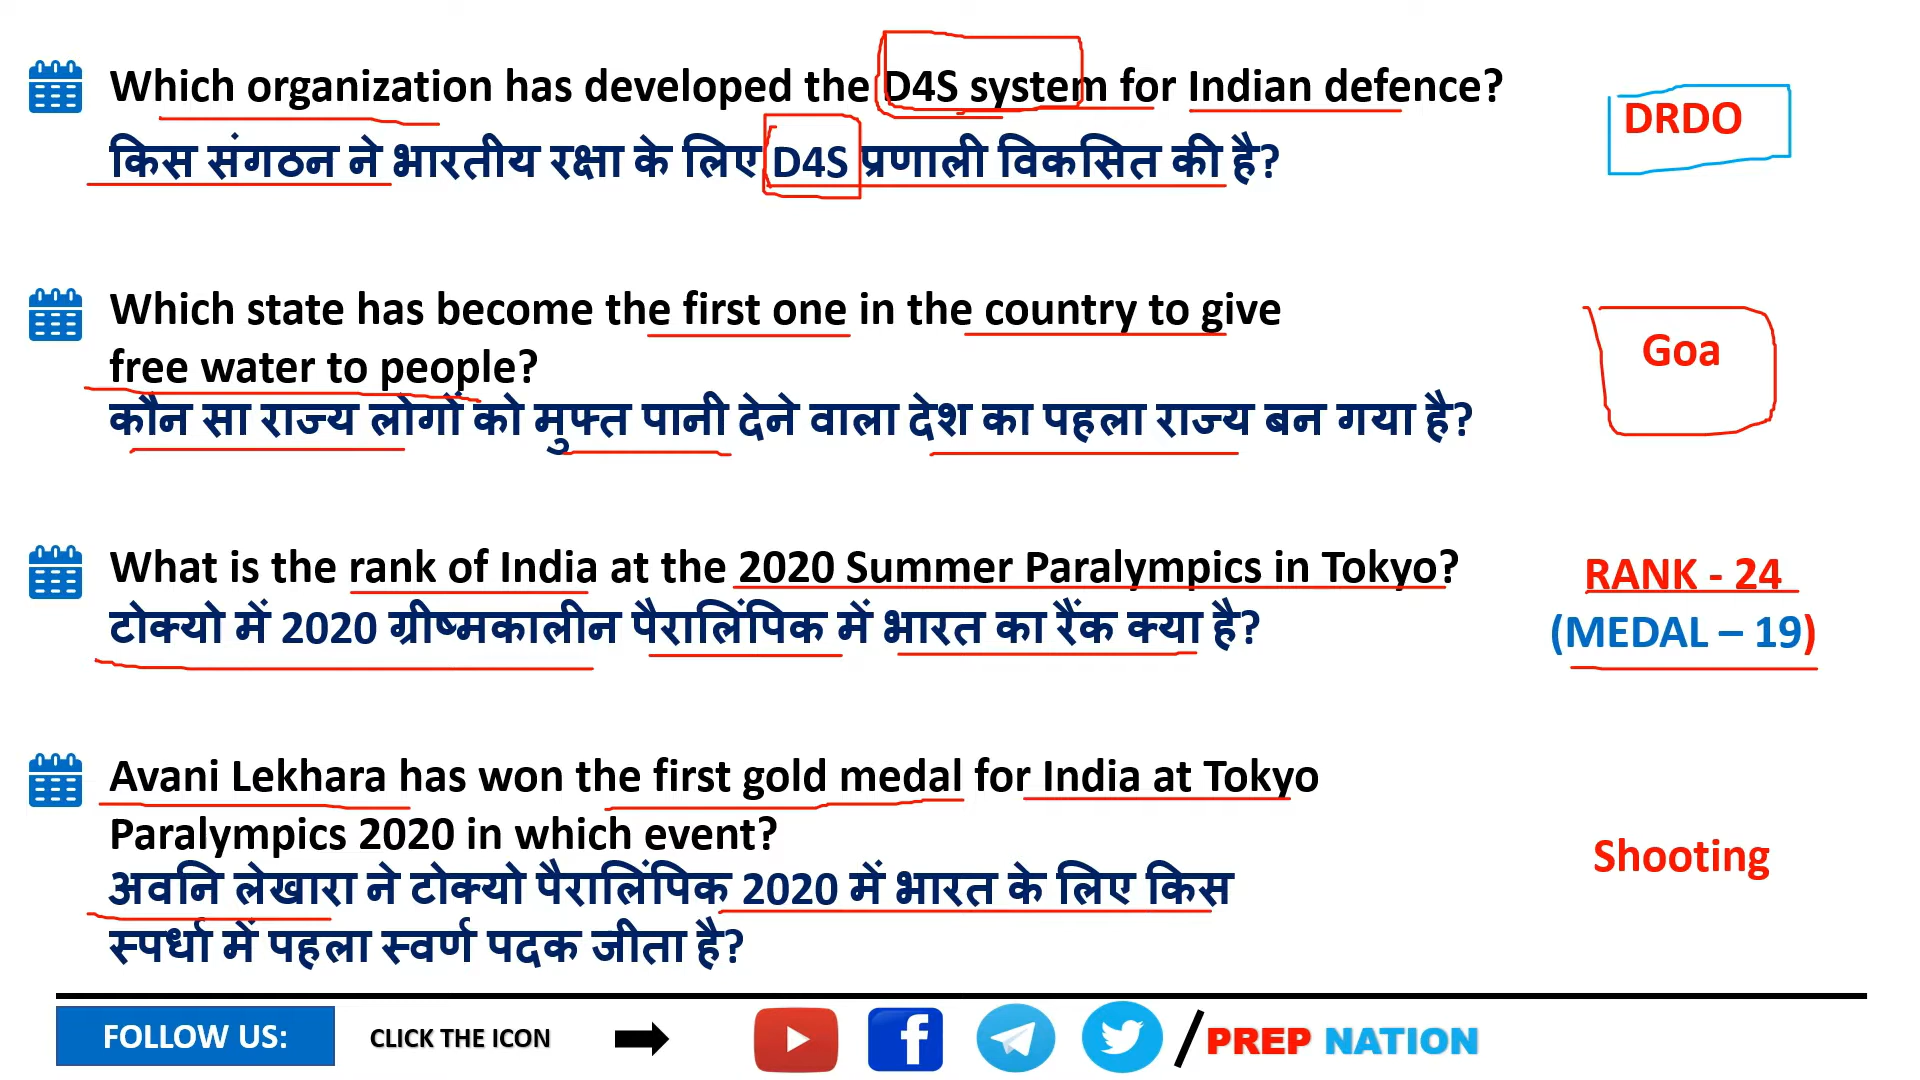 Which organization has developed the D4S system for Indian defence?
किस संगठन ने भारतीय रक्षा के लिए D4S प्रणाली विकसित की है?
DRDO
Which state has become the first one in the country to give
free water to people?
कौन सा राज्य लोगों को मुफ्त पानी देने वाला देश का पहला राज्य बन गया है?
Goa
What is the rank of India at the 2020 Summer Paralympics in Tokyo?
टोक्यो में 2020 ग्रीष्मकालीन पैरालिंपिक में भारत का रैंक क्या है?
RANK - 24
(MEDAL – 19)
Avani Lekhara has won the first gold medal for India at Tokyo
Paralympics 2020 in which event?
अवनि लेखारा ने टोक्यो पैरालिंपिक 2020 में भारत के लिए किस
स्पर्धा में पहला स्वर्ण पदक जीता है?
Shooting
FOLLOW US:
CLICK THE ICON
/PREP NATION